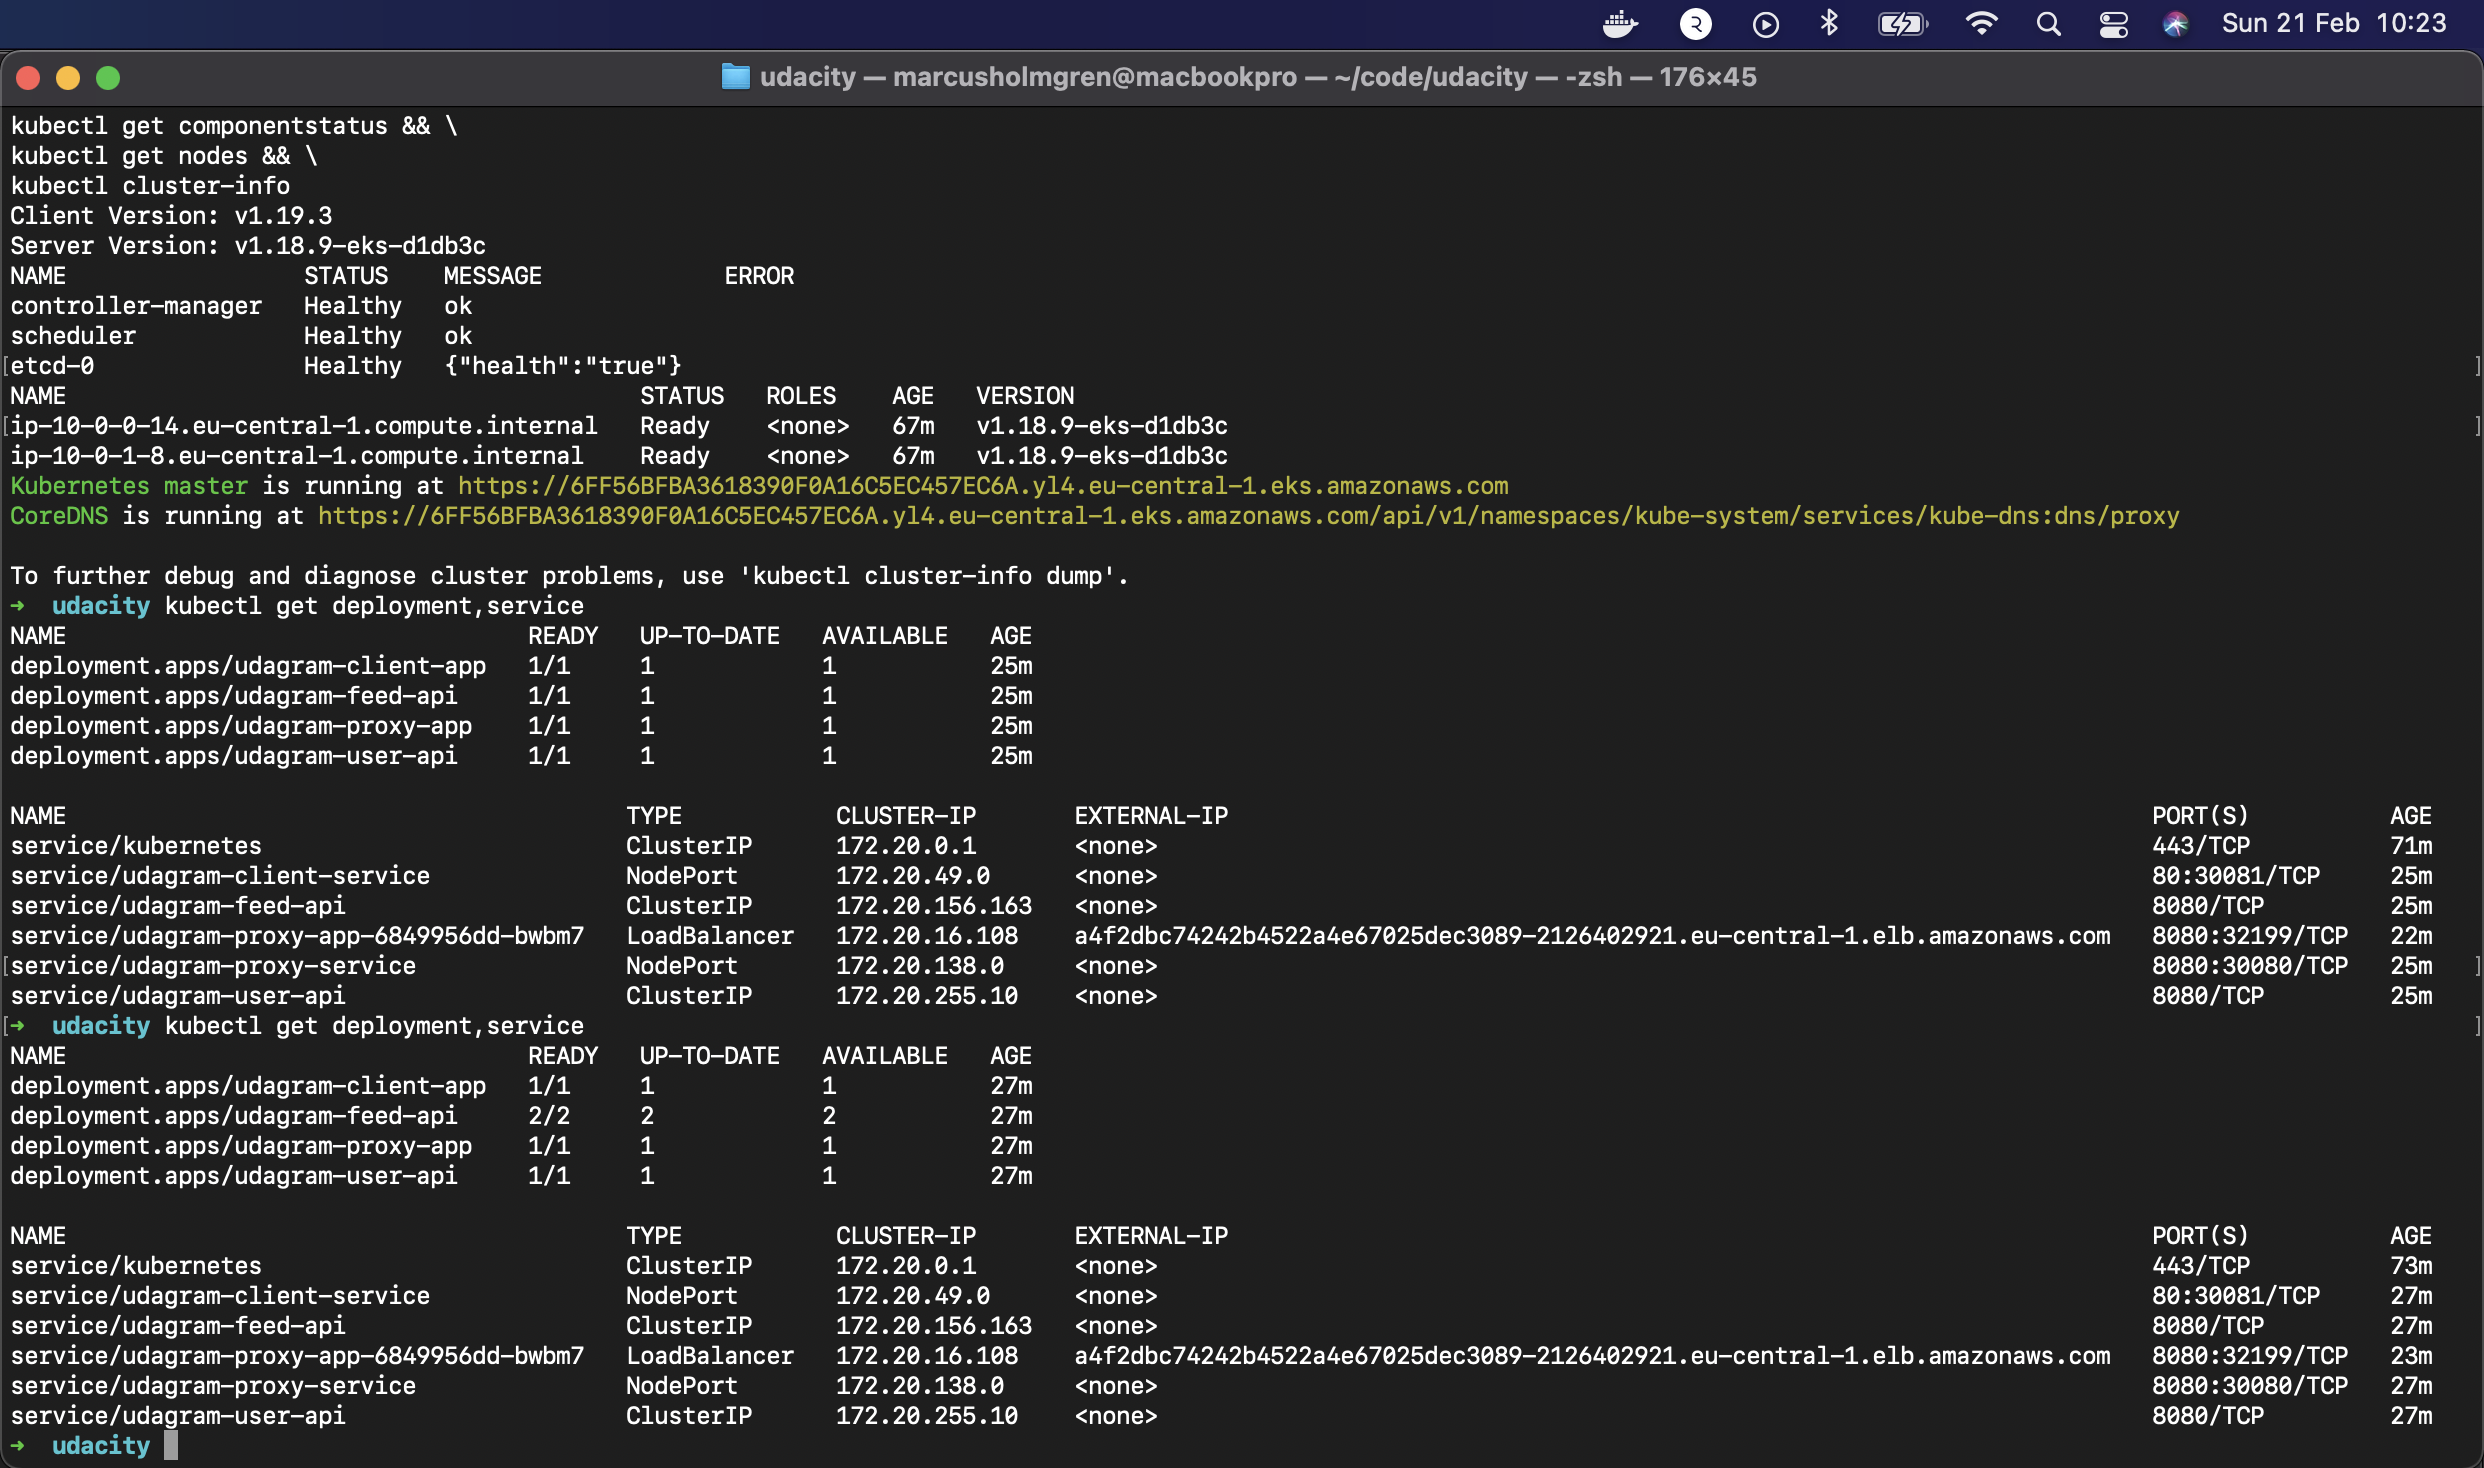 Sun 21 Feb 10:23
udacity — marcusholmgren@macbookpro — ~/code/udacity — -zsh — 176×45
kubectl get componentstatus && \
kubectl get nodes && \
kubectl cluster-info
Client Version: v1.19.3
Server Version: v1.18.9-eks-d1db3c
NAME STATUS MESSAGE ERROR
controller-manager Healthy ok
scheduler Healthy ok
etcd-0 Healthy {"health":"true"}
NAME STATUS ROLES AGE VERSION
ip-10-0-0-14.eu-central-1.compute.internal Ready <none> 67m v1.18.9-eks-d1db3c
ip-10-0-1-8.eu-central-1.compute.internal Ready <none> 67m v1.18.9-eks-d1db3c
Kubernetes master is running at https://6FF56BFBA3618390F0A16C5EC457EC6A.yl4.eu-central-1.eks.amazonaws.com
CoreDNS is running at https://6FF56BFBA3618390F0A16C5EC457EC6A.yl4.eu-central-1.eks.amazonaws.com/api/v1/namespaces/kube-system/services/kube-dns:dns/proxy
To further debug and diagnose cluster problems, use 'kubectl cluster-info dump'.
➜ udacity kubectl get deployment,service
NAME READY UP-TO-DATE AVAILABLE AGE
deployment.apps/udagram-client-app 1/1 1 1 25m
deployment.apps/udagram-feed-api 1/1 1 1 25m
deployment.apps/udagram-proxy-app 1/1 1 1 25m
deployment.apps/udagram-user-api 1/1 1 1 25m
NAME TYPE CLUSTER-IP EXTERNAL-IP PORT(S) AGE
service/kubernetes ClusterIP 172.20.0.1 <none> 443/TCP 71m
service/udagram-client-service NodePort 172.20.49.0 <none> 80:30081/TCP 25m
service/udagram-feed-api ClusterIP 172.20.156.163 <none> 8080/TCP 25m
service/udagram-proxy-app-6849956dd-bwbm7 LoadBalancer 172.20.16.108 a4f2dbc74242b4522a4e67025dec3089-2126402921.eu-central-1.elb.amazonaws.com 8080:32199/TCP 22m
service/udagram-proxy-service NodePort 172.20.138.0 <none> 8080:30080/TCP 25m
service/udagram-user-api ClusterIP 172.20.255.10 <none> 8080/TCP 25m
➜ udacity kubectl get deployment,service
NAME READY UP-TO-DATE AVAILABLE AGE
deployment.apps/udagram-client-app 1/1 1 1 27m
deployment.apps/udagram-feed-api 2/2 2 2 27m
deployment.apps/udagram-proxy-app 1/1 1 1 27m
deployment.apps/udagram-user-api 1/1 1 1 27m
NAME TYPE CLUSTER-IP EXTERNAL-IP PORT(S) AGE
service/kubernetes ClusterIP 172.20.0.1 <none> 443/TCP 73m
service/udagram-client-service NodePort 172.20.49.0 <none> 80:30081/TCP 27m
service/udagram-feed-api ClusterIP 172.20.156.163 <none> 8080/TCP 27m
service/udagram-proxy-app-6849956dd-bwbm7 LoadBalancer 172.20.16.108 a4f2dbc74242b4522a4e67025dec3089-2126402921.eu-central-1.elb.amazonaws.com 8080:32199/TCP 23m
service/udagram-proxy-service NodePort 172.20.138.0 <none> 8080:30080/TCP 27m
service/udagram-user-api ClusterIP 172.20.255.10 <none> 8080/TCP 27m
➜ udacity